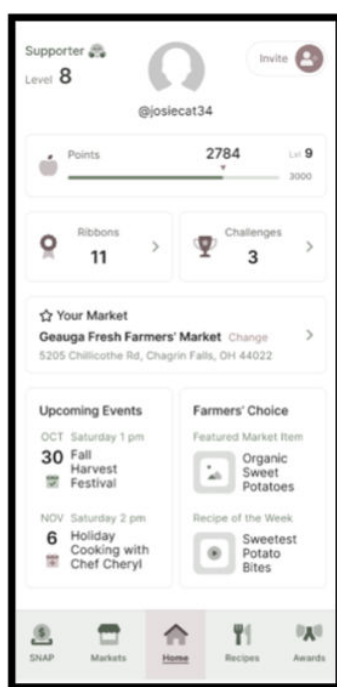 Supporter
Level 8
Invite
@josiecat34
Points 2784 Lvl 9
3000
Ribbons
11
Challenges
3
Your Market
Geauga Fresh Farmers' Market Change
5205 Chillicothe Rd, Chagrin Falls, OH 44022
Upcoming Events
OCT Saturday 1 pm
30 Fall
Harvest
Festival
NOV Saturday 2 pm
6 Holiday
Cooking with
Chef Cheryl
Farmers' Choice
Featured Market Item
Organic
Sweet
Potatoes
Recipe of the Week
Sweetest
Potato
Bites
SNAP Markets Home Recipes Awards